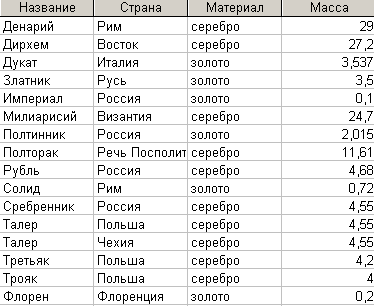 Название Страна Материал Масса
Денарий Рим серебро 29
Дирхем Восток серебро 27,2
Дукат Италия золото 3,537
Златник Русь золото 3,5
Империал Россия золото 0,1
Милиарисий Византия серебро 24,7
Полтинник Россия золото 2,015
Полторак Речь Посполит серебро 11,61
Рубль Россия серебро 4,68
Солид Рим золото 0,72
Сребренник Россия серебро 4,55
Талер Польша серебро 4,55
Талер Чехия серебро 4,55
Третьяк Польша серебро 4,2
Трояк Польша серебро 4
Флорен Флоренция золото 0,2